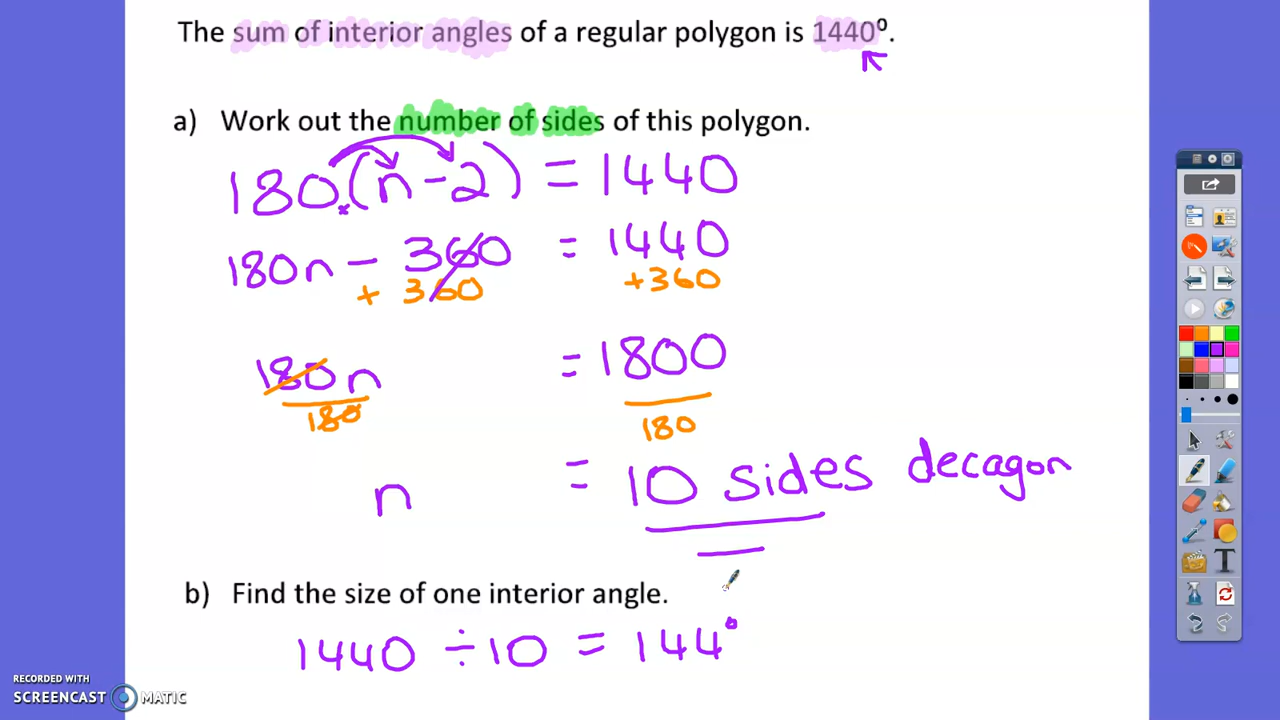 The sum of interior angles of a regular polygon is 1440°.
a) Work out the number of sides of this polygon.
180×(n-2) = 1440
180n - 360 = 1440
+ 360 +360
180n = 1800
180 180
n = 10 sides decagon
b) Find the size of one interior angle.
1440 ÷ 10 = 144°
RECORDED WITH
SCREENCAST MATIC
T